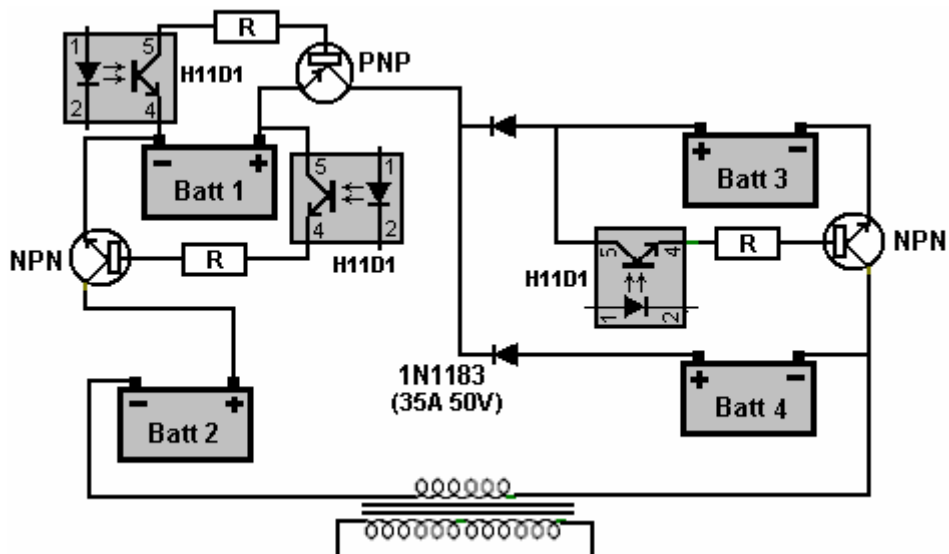 R
PNP
1
5
H11D1
2
4
- +
Batt 1
5
1
4
2
H11D1
NPN
R
+ -
Batt 3
5
4
R
NPN
H11D1
1
2
- +
Batt 2
1N1183
(35A 50V)
+ -
Batt 4